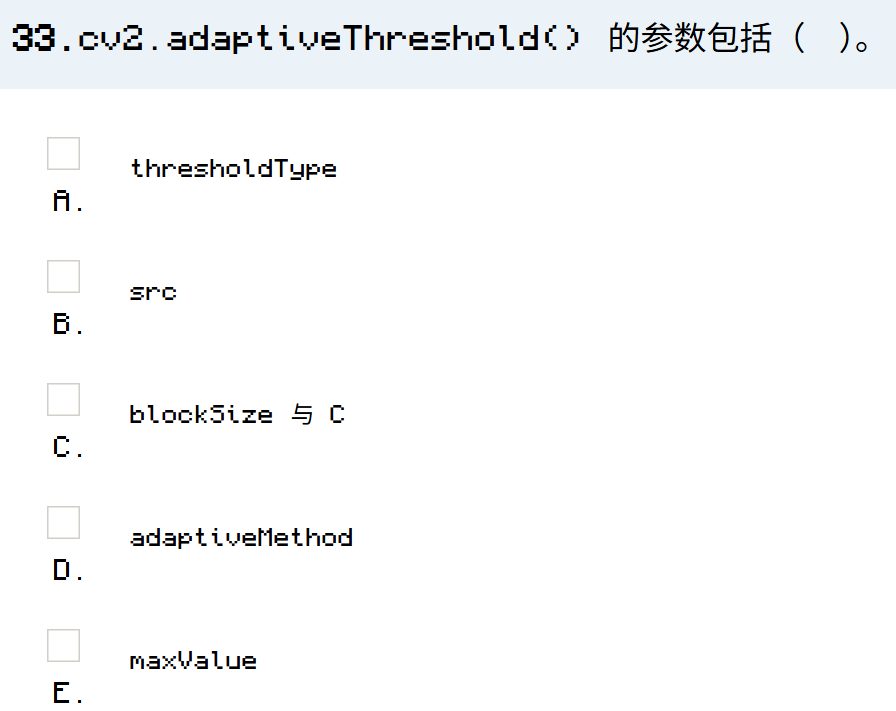 33.cv2.adaptiveThreshold() 的参数包括（ ）。
thresholdType
A.
src
B.
blockSize 与 C
C.
adaptiveMethod
D.
maxValue
E.